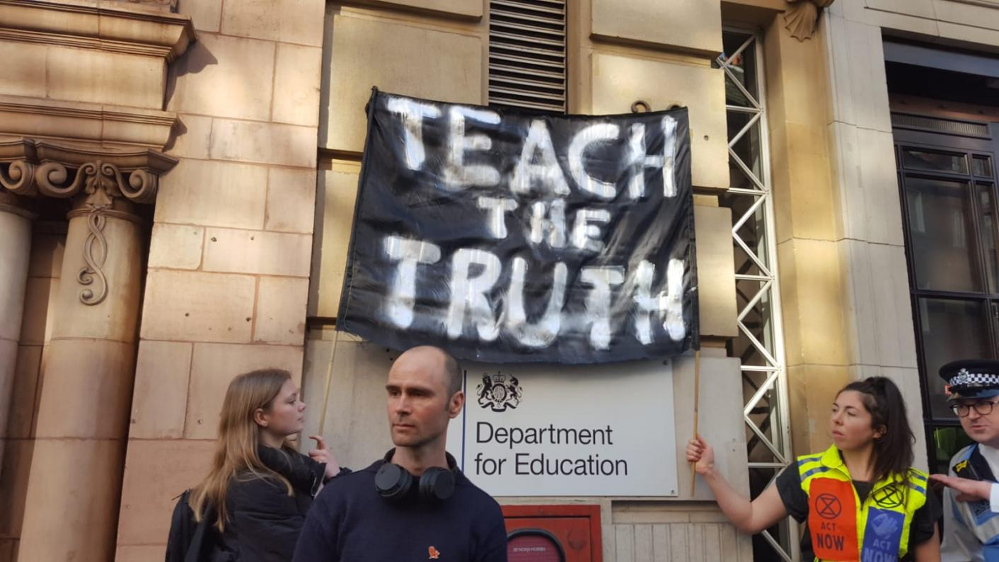 TEACH
THE
TRUTH
Department
for Education
ACT
NOW
ACT
NOW